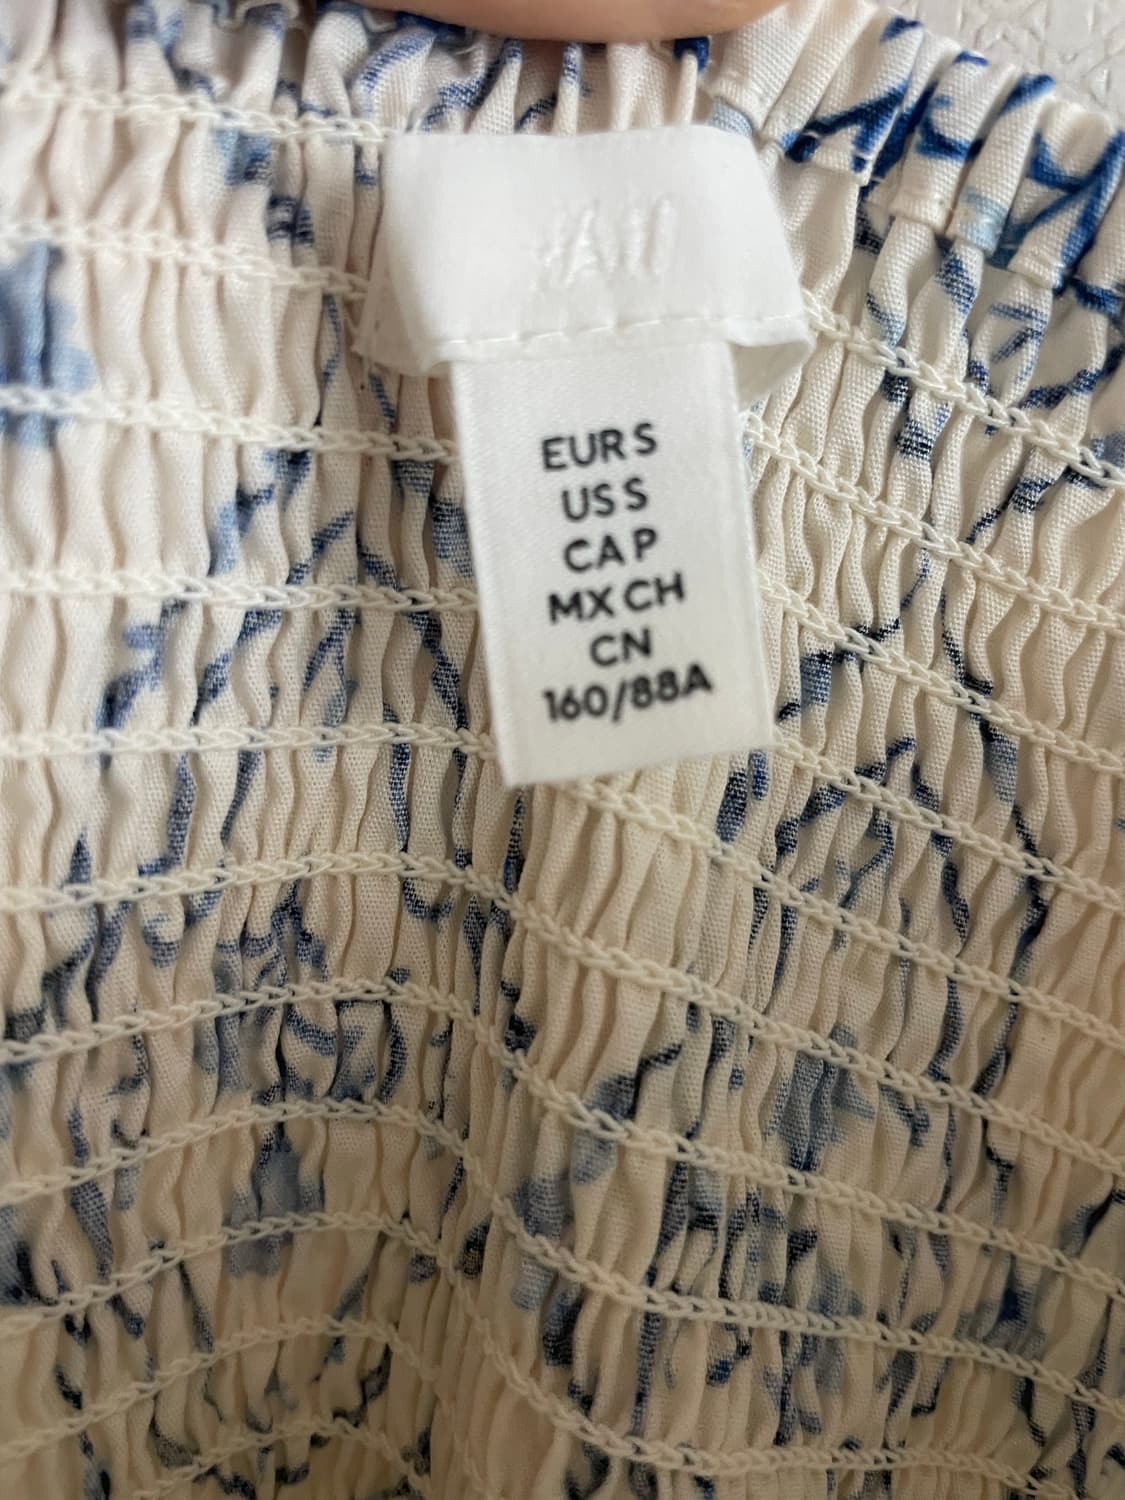 EUR S
US S
CA P
MX CH
CN
160/88A